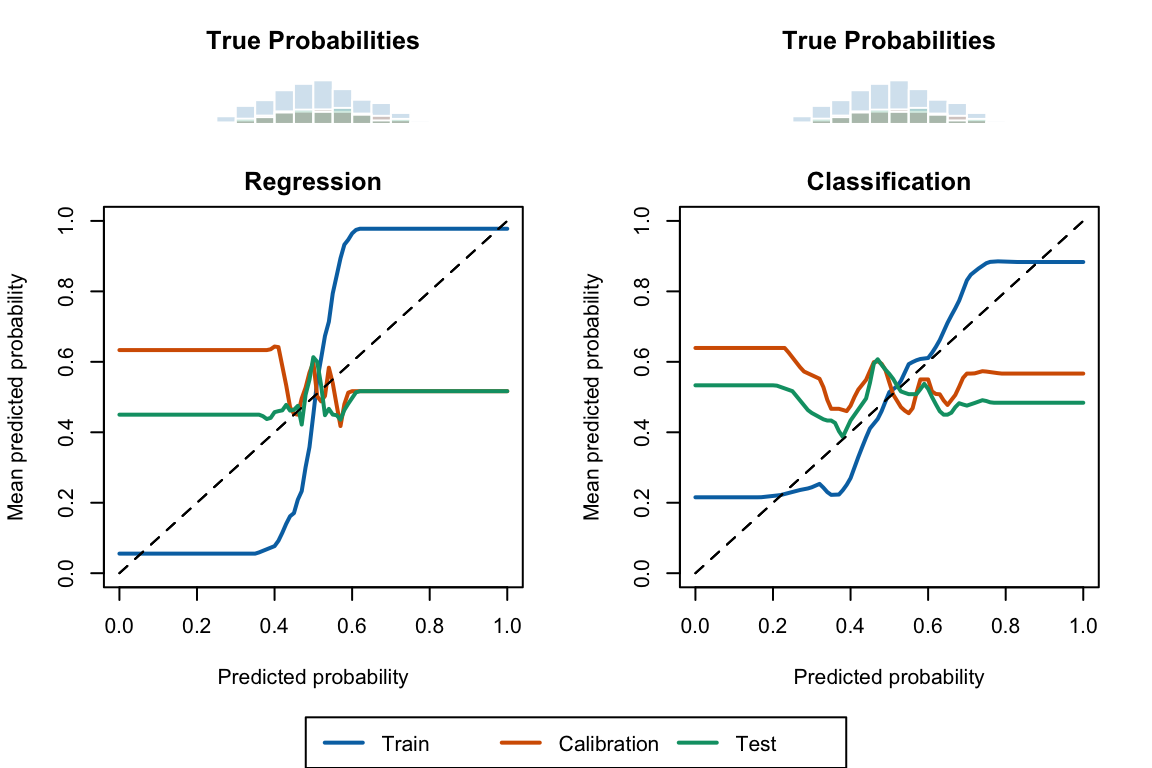 True Probabilities
True Probabilities
Regression
Classification
Mean predicted probability
1.0
0.8
0.6
0.4
0.2
0.0
0.0 0.2 0.4 0.6 0.8 1.0
Predicted probability
Mean predicted probability
1.0
0.8
0.6
0.4
0.2
0.0
0.0 0.2 0.4 0.6 0.8 1.0
Predicted probability
Train Calibration Test